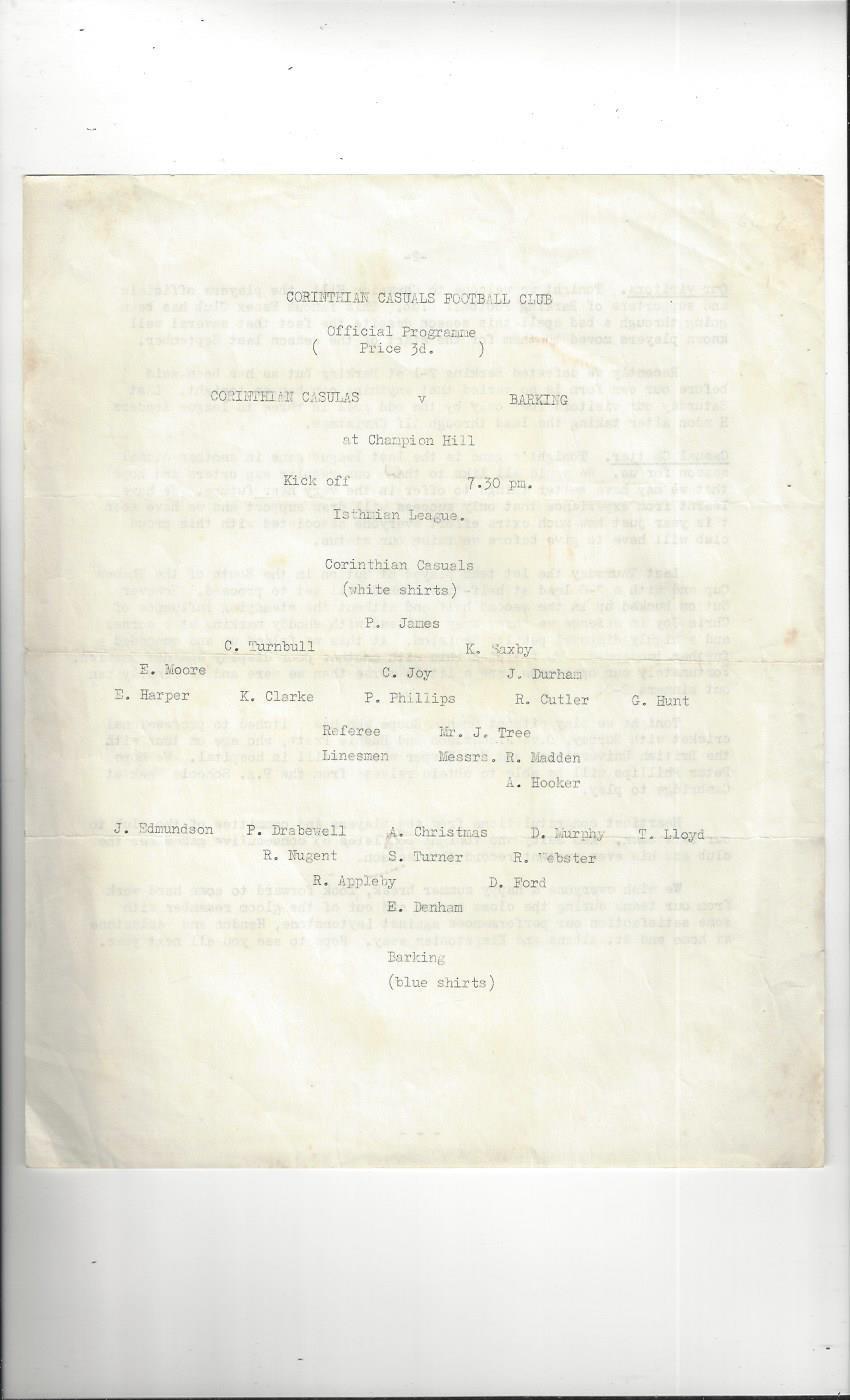 CORINTHIAN CASUALS FOOTBALL CLUB
Official Programme
( Price 3d. )
CORINTHIAN CASULAS v BARKING
at Champion Hill
Kick off 7.30 pm.
Isthmian League.
Corinthian Casuals
(white shirts)
P. James
C. Turnbull K. Saxby
E. Moore C. Joy J. Durham
E. Harper K. Clarke P. Phillips R. Cutler G. Hunt
Referee Mr. J. Tree
Linesmen Messrs. R. Madden
A. Hooker
J. Edmundson P. Drabewell A. Christmas D. Murphy T. Lloyd
R. Nugent S. Turner R. Webster
R. Appleby D. Ford
E. Denham
Barking
(blue shirts)